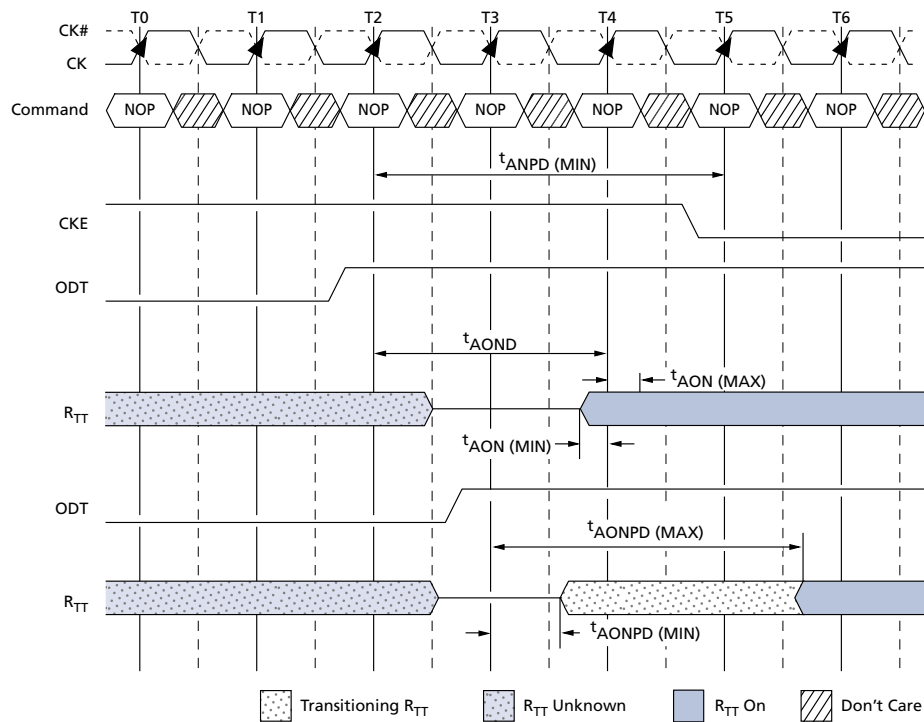 T0 T1 T2 T3 T4 T5 T6
CK#
CK
Command NOP NOP NOP NOP NOP NOP NOP
tANPD (MIN)
CKE
ODT
tAOND
tAON (MAX)
RTT
tAON (MIN)
ODT
tAONPD (MAX)
RTT
tAONPD (MIN)
Transitioning RTT RTT Unknown RTT On Don't Care